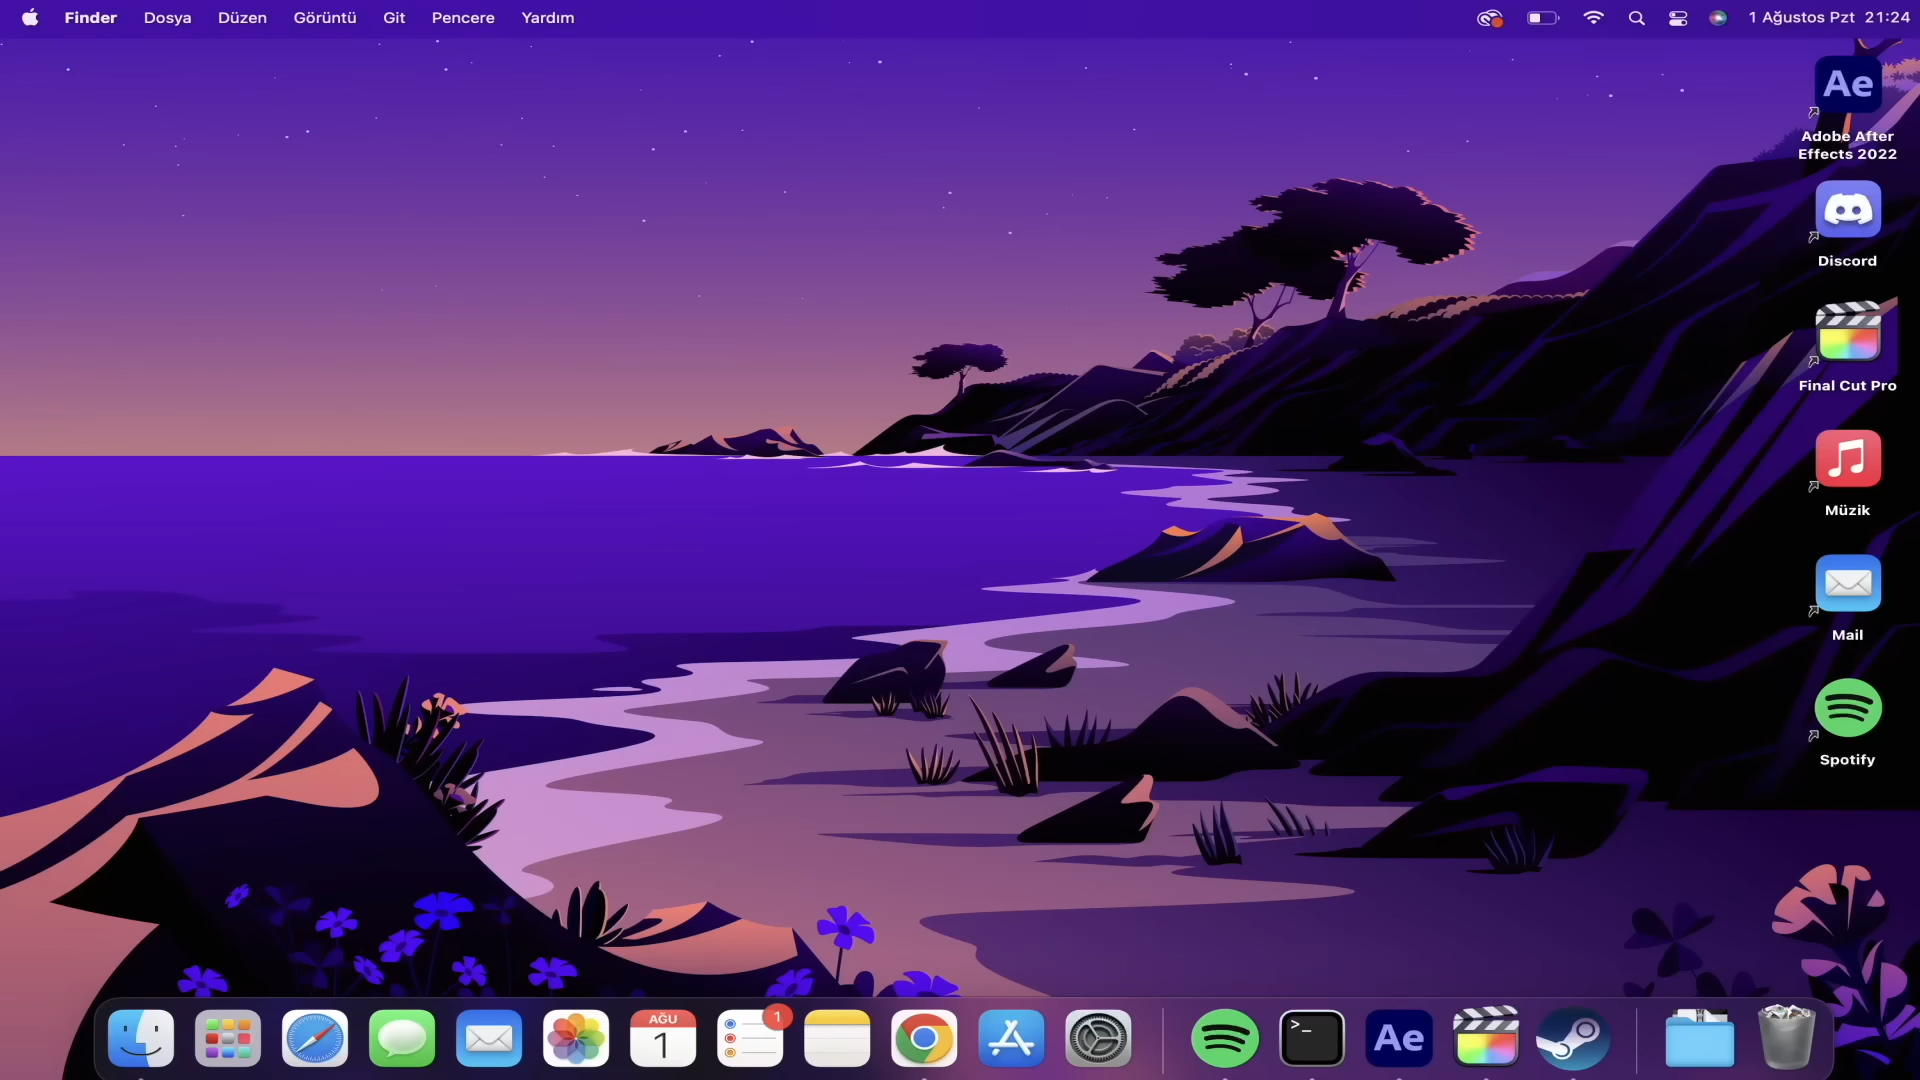 Finder Dosya Düzen Görüntü Git Pencere Yardım 1 Ağustos Pzt 21:24
Ae
Adobe After
Effects 2022
Discord
Final Cut Pro
Müzik
Mail
Spotify
AĞU
1
1
>_
Ae